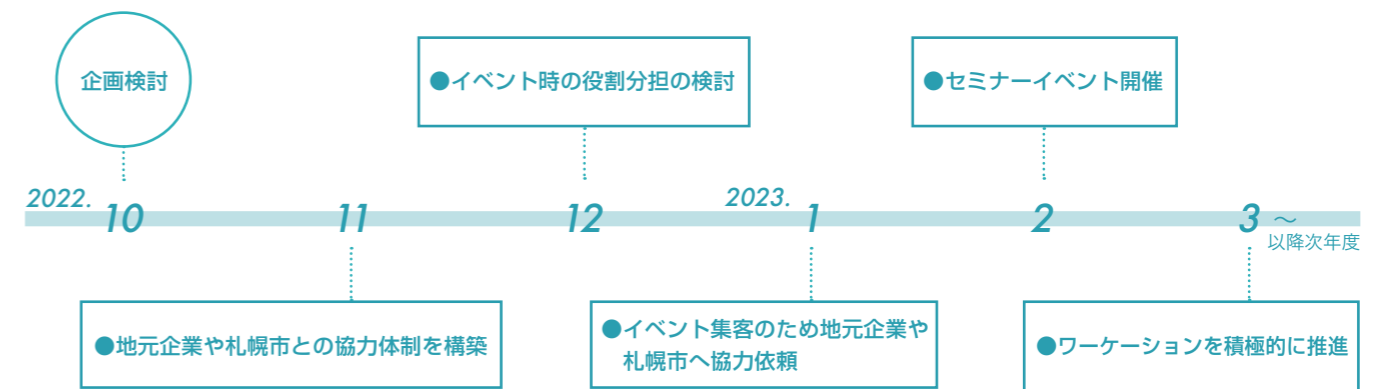 企画検討
●イベント時の役割分担の検討
●セミナーイベント開催
2022. 10 11 12 2023. 1 2 3 ～
以降次年度
●地元企業や札幌市との協力体制を構築
●イベント集客のため地元企業や
札幌市へ協力依頼
●ワーケーションを積極的に推進